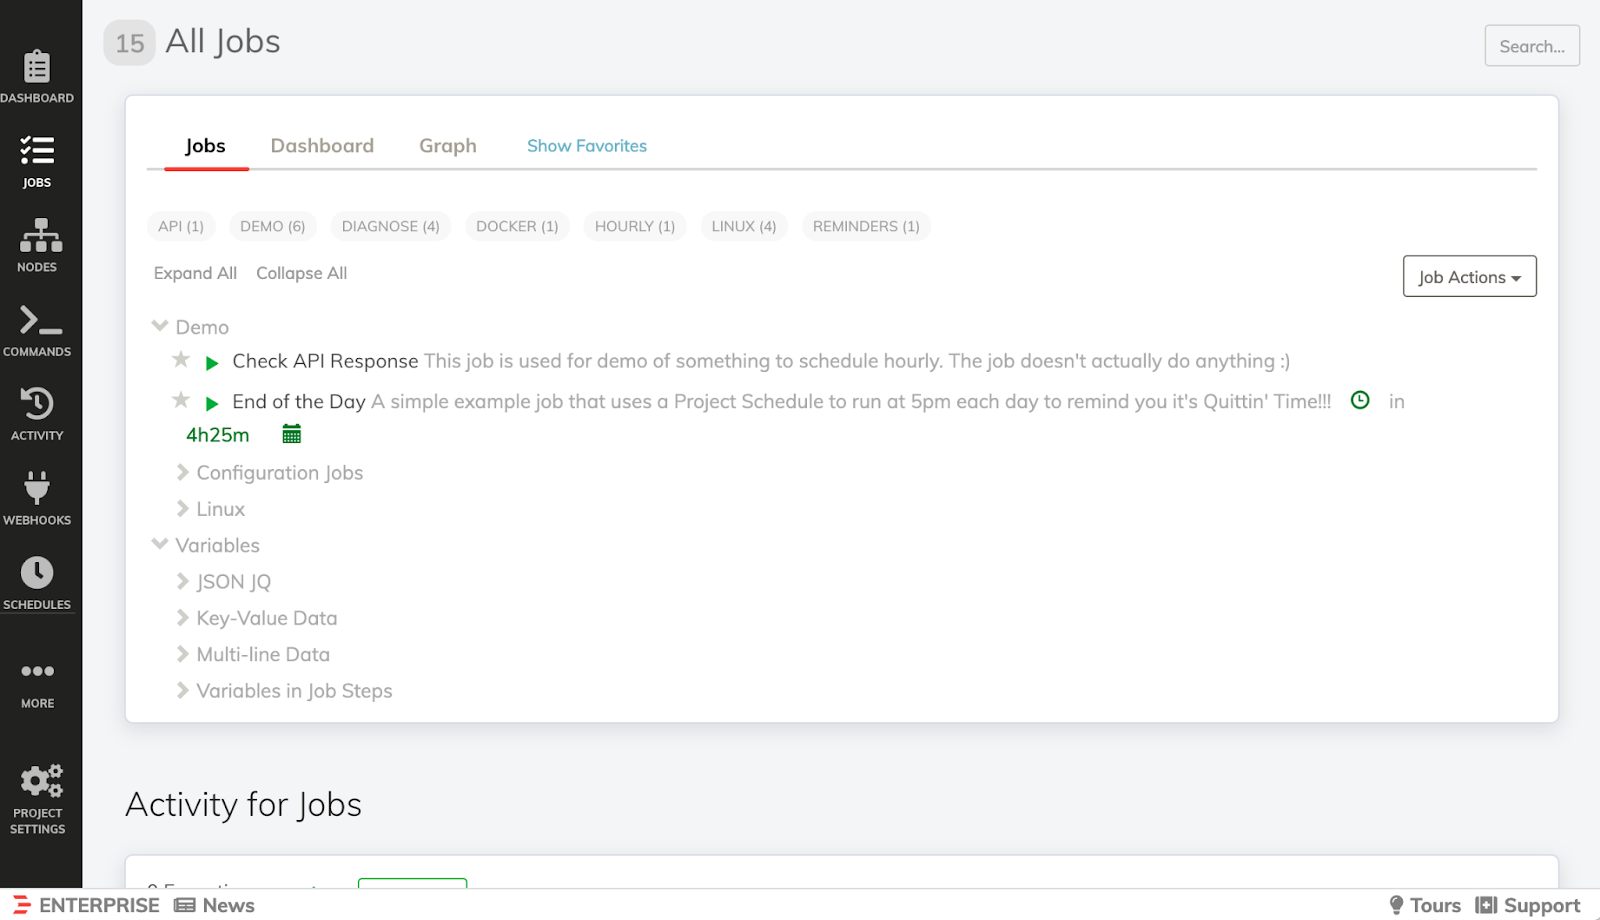 DASHBOARD
JOBS
NODES
COMMANDS
ACTIVITY
WEBHOOKS
SCHEDULES
MORE
PROJECT
SETTINGS
15 All Jobs
Search...
Jobs Dashboard Graph Show Favorites
API (1) DEMO (6) DIAGNOSE (4) DOCKER (1) HOURLY (1) LINUX (4) REMINDERS (1)
Expand All Collapse All
Job Actions
Demo
Check API Response This job is used for demo of something to schedule hourly. The job doesn't actually do anything :)
End of the Day A simple example job that uses a Project Schedule to run at 5pm each day to remind you it's Quittin' Time!!! in
4h25m
Configuration Jobs
Linux
Variables
JSON JQ
Key-Value Data
Multi-line Data
Variables in Job Steps
Activity for Jobs
ENTERPRISE News
Tours Support